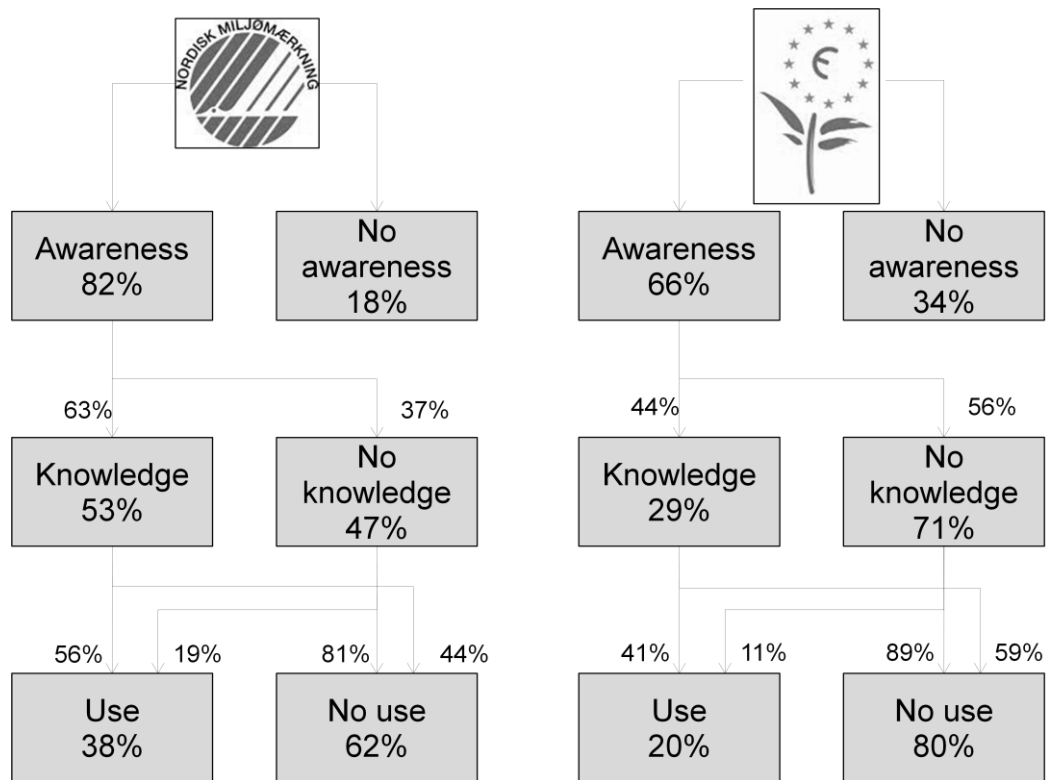 NORDISK MILJØMÆRKNING
Є
Awareness
82%
No
awareness
18%
Awareness
66%
No
awareness
34%
63%
37%
44%
56%
Knowledge
53%
No
knowledge
47%
Knowledge
29%
No
knowledge
71%
56%
19%
81%
44%
41%
11%
89%
59%
Use
38%
No use
62%
Use
20%
No use
80%